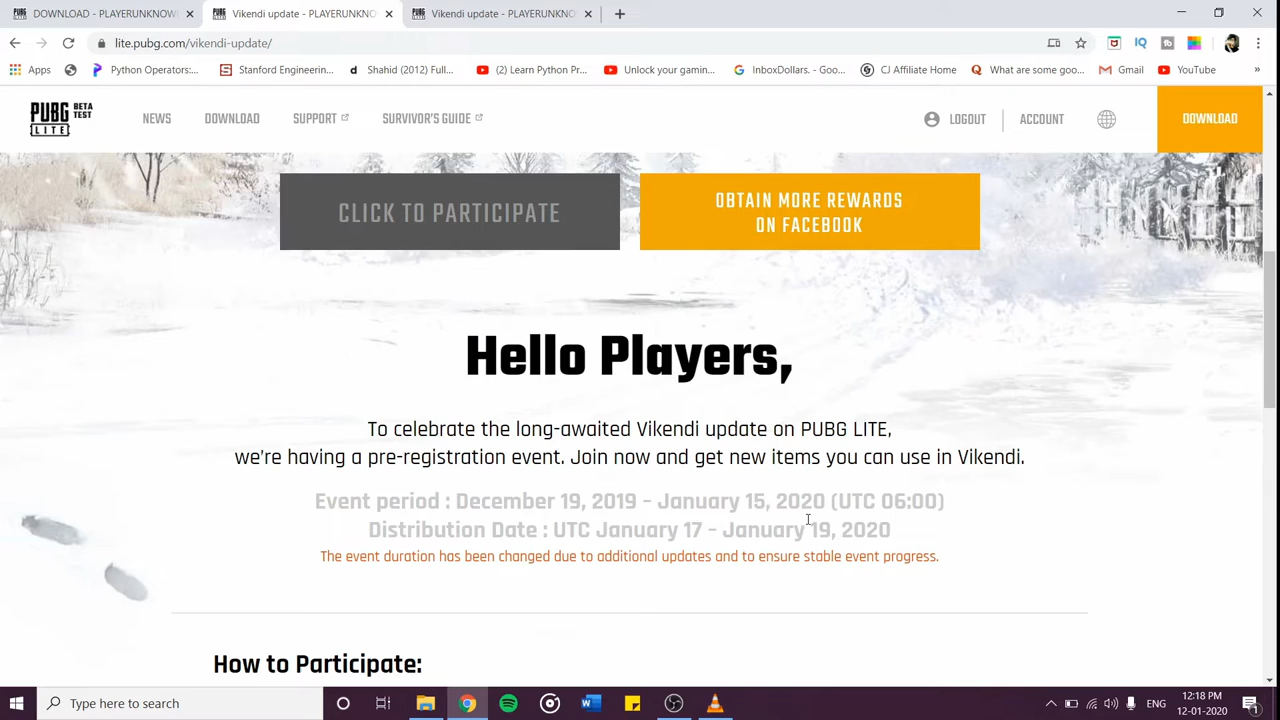 DOWNLOAD - PLAYERUNKNOW
Vikendi update - PLAYERUNKNO
Vikendi update - PLAYERUNKNO
lite.pubg.com/vikendi-update/
Apps
Python Operators:...
Stanford Engineerin...
Shahid (2012) Full...
(2) Learn Python Pr...
Unlock your gamin...
InboxDollars. - Goo...
CJ Affiliate Home
What are some goo...
Gmail
YouTube
»
PUBG LITE BETA TEST
NEWS
DOWNLOAD
SUPPORT
SURVIVOR'S GUIDE
LOGOUT
ACCOUNT
DOWNLOAD
CLICK TO PARTICIPATE
OBTAIN MORE REWARDS
ON FACEBOOK
Hello Players,
To celebrate the long-awaited Vikendi update on PUBG LITE,
we're having a pre-registration event. Join now and get new items you can use in Vikendi.
Event period : December 19, 2019 – January 15, 2020 (UTC 06:00)
Distribution Date : UTC January 17 – January 19, 2020
The event duration has been changed due to additional updates and to ensure stable event progress.
How to Participate:
Type here to search
ENG
12:18 PM
12-01-2020